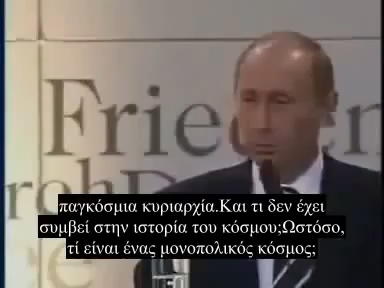 Frieden
durch D
παγκόσμια κυριαρχία.Και τι δεν έχει
συμβεί στην ιστορία του κόσμου;Ωστόσο,
τί είναι ένας μονοπολικός κόσμος;